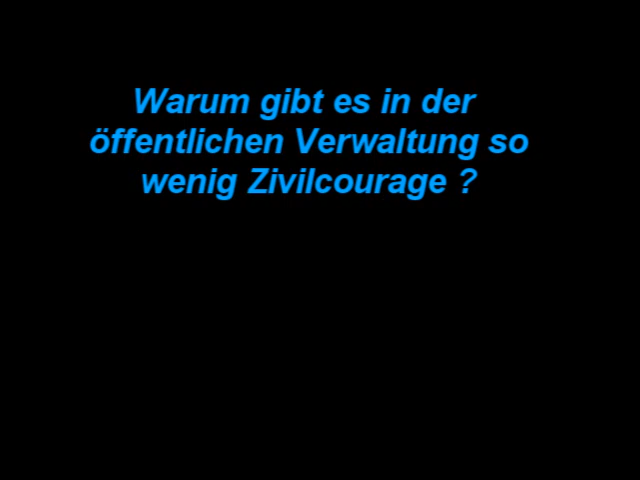 Warum gibt es in der
öffentlichen Verwaltung so
wenig Zivilcourage ?